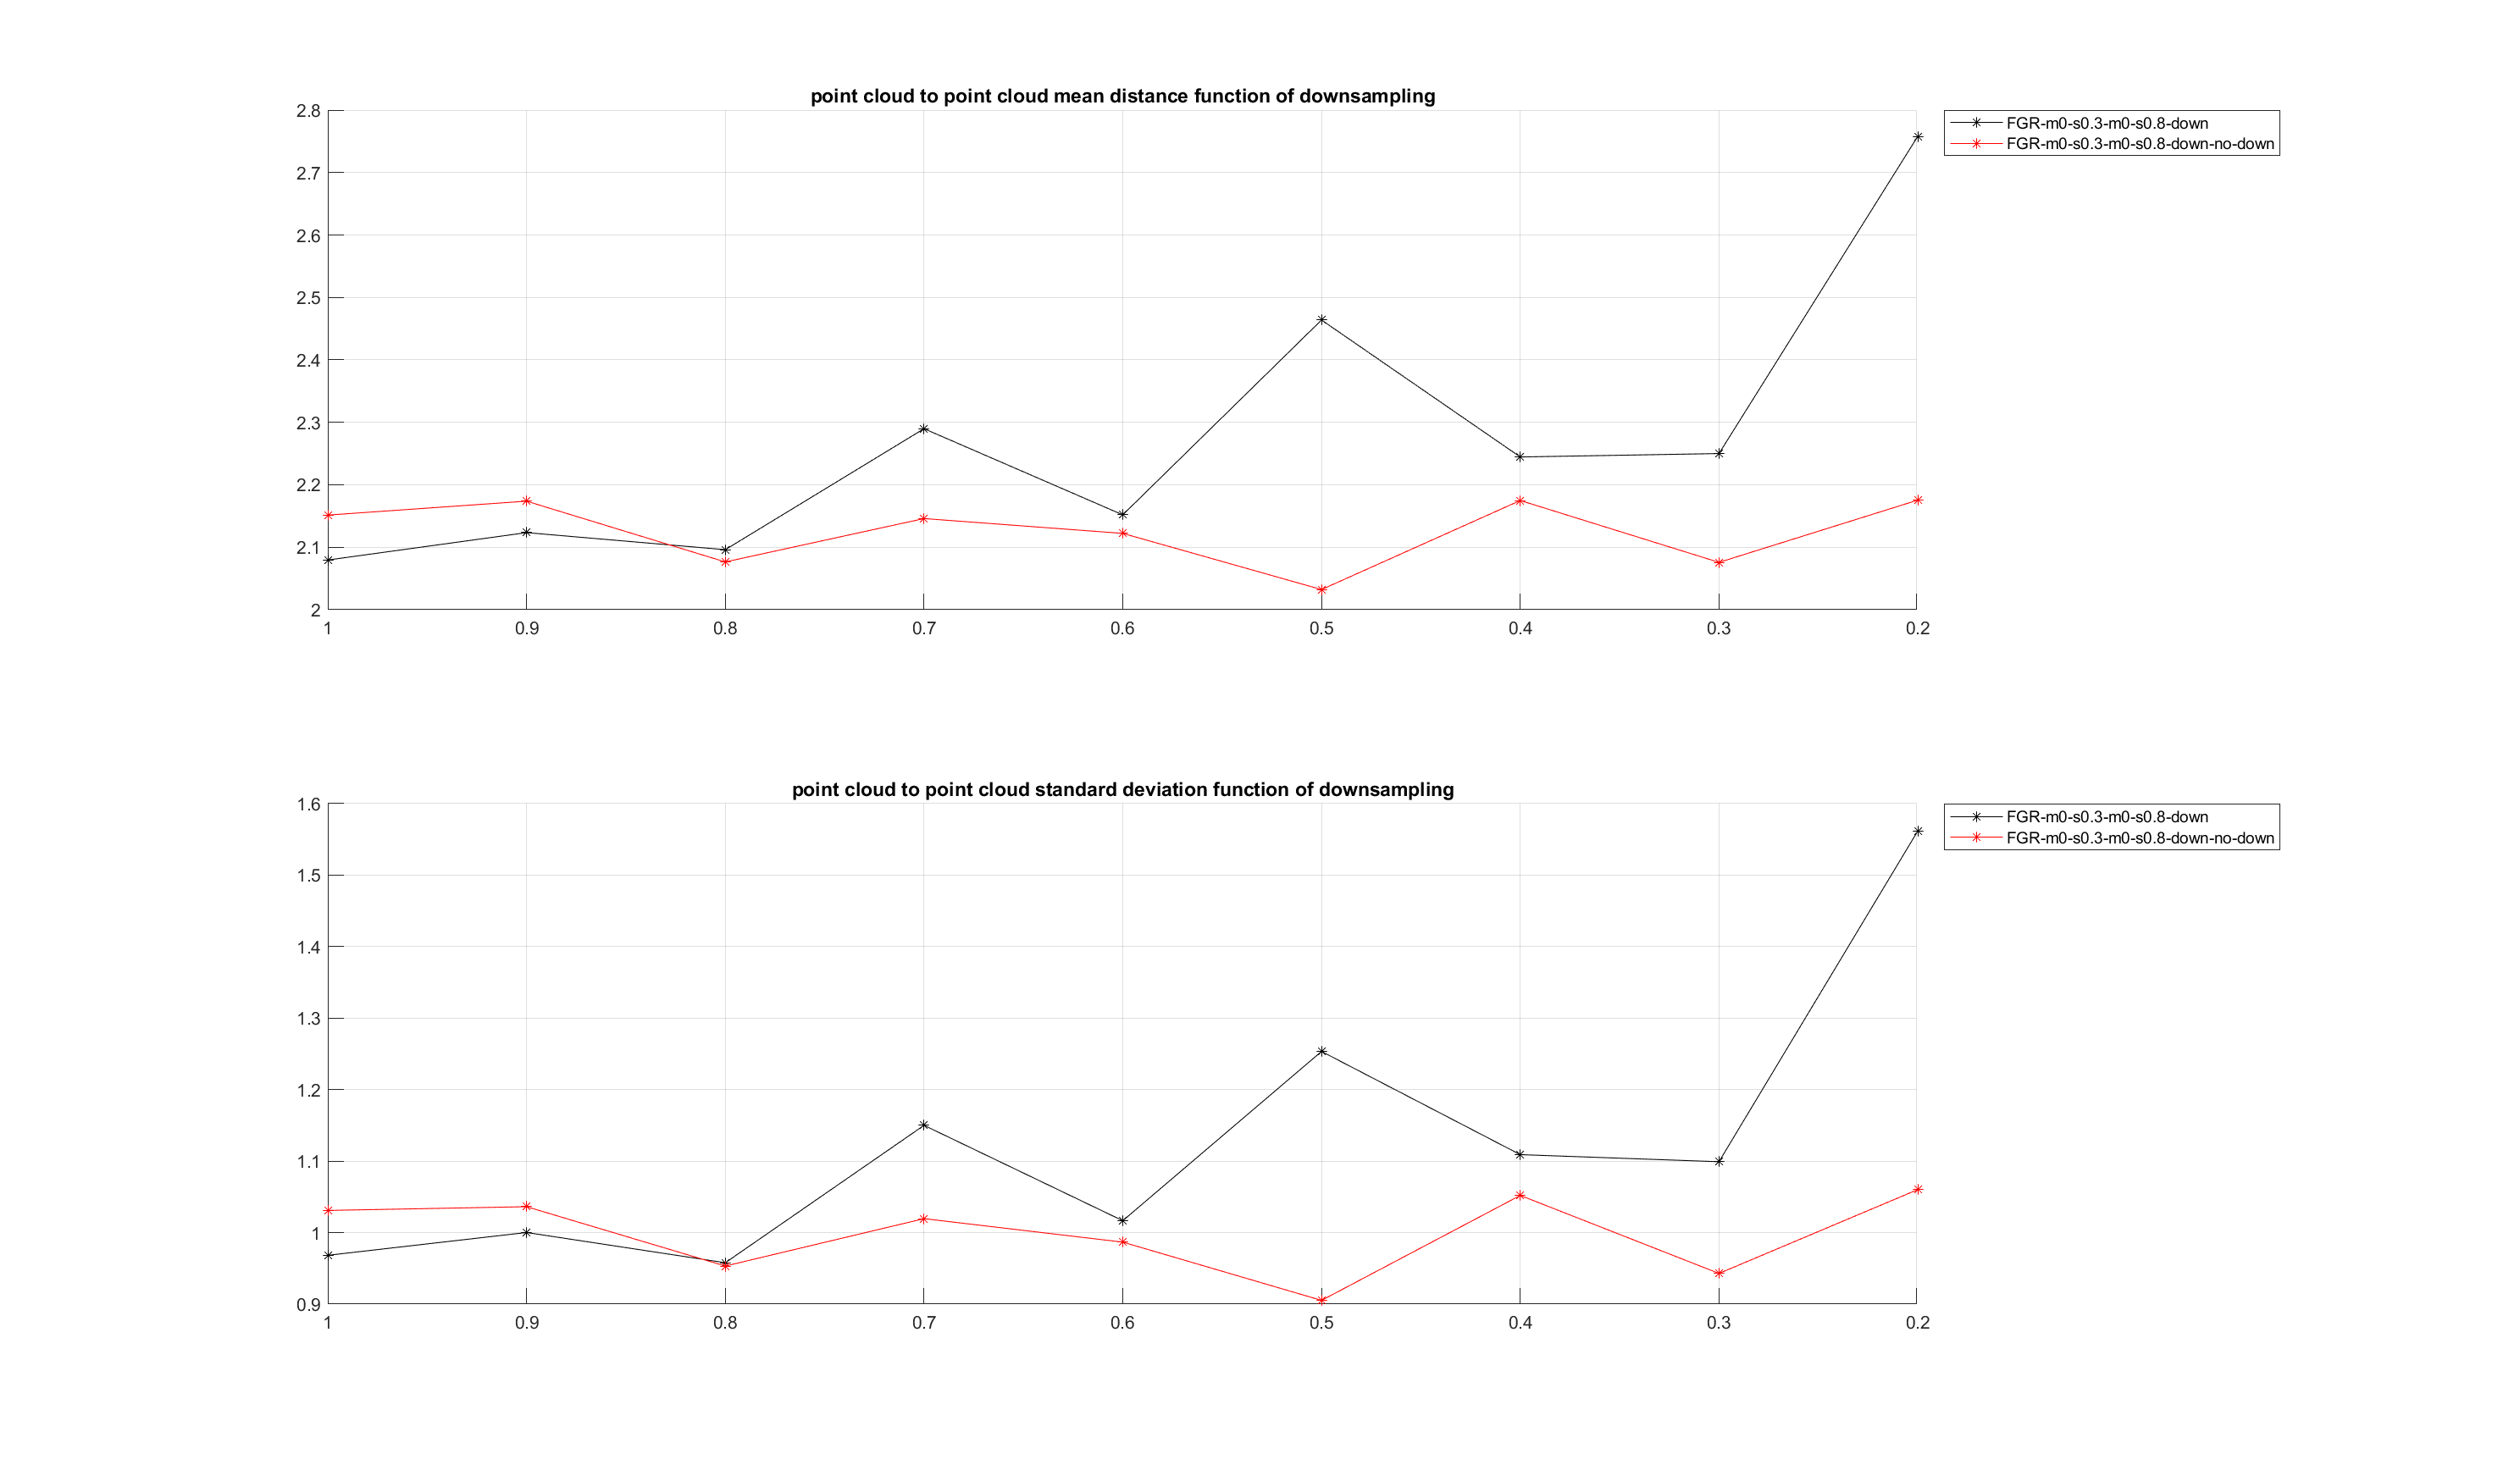 point cloud to point cloud mean distance function of downsampling
2.8
2.7
2.6
2.5
2.4
2.3
2.2
2.1
2
1 0.9 0.8 0.7 0.6 0.5 0.4 0.3 0.2
FGR-m0-s0.3-m0-s0.8-down
FGR-m0-s0.3-m0-s0.8-down-no-down
point cloud to point cloud standard deviation function of downsampling
1.6
1.5
1.4
1.3
1.2
1.1
1
0.9
1 0.9 0.8 0.7 0.6 0.5 0.4 0.3 0.2
FGR-m0-s0.3-m0-s0.8-down
FGR-m0-s0.3-m0-s0.8-down-no-down